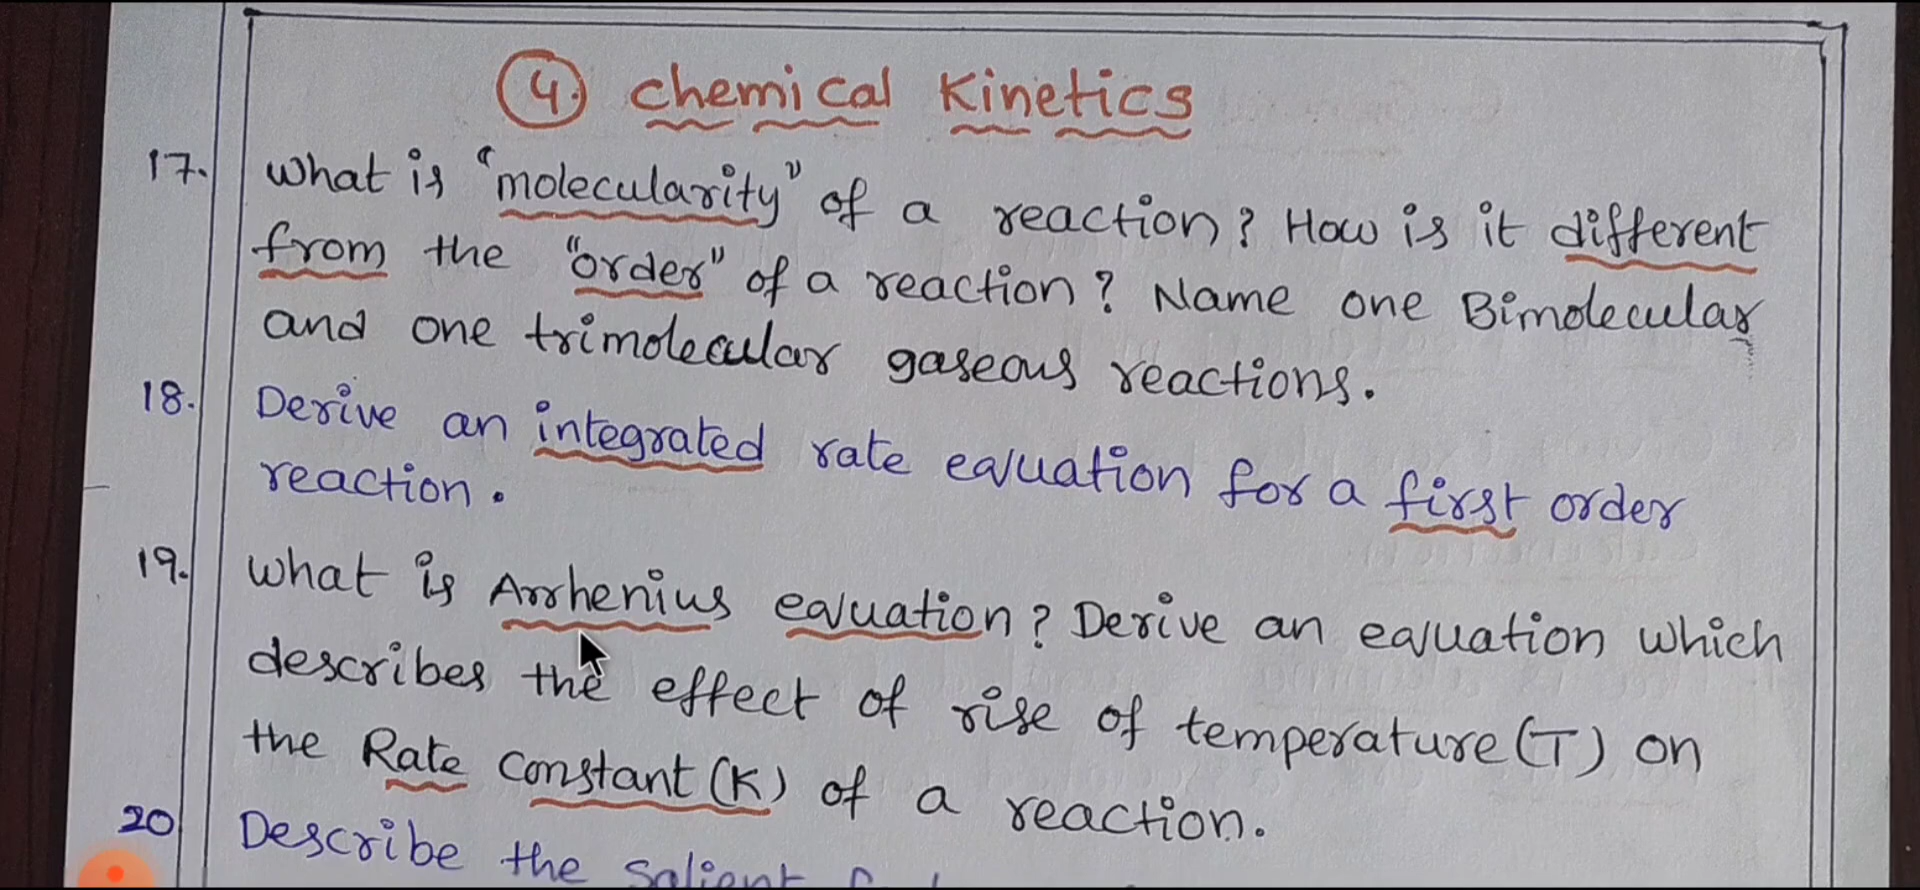 4. Chemical Kinetics
17. What is "molecularity" of a reaction? How is it different
from the "order" of a reaction? Name one Bimolecular
and one trimolecular gaseous reactions.
18. Derive an integrated rate equation for a first order
reaction.
19. What is Arrhenius equation? Derive an equation which
describes the effect of rise of temperature (T) on
the Rate constant (K) of a reaction.
20 Describe the salient